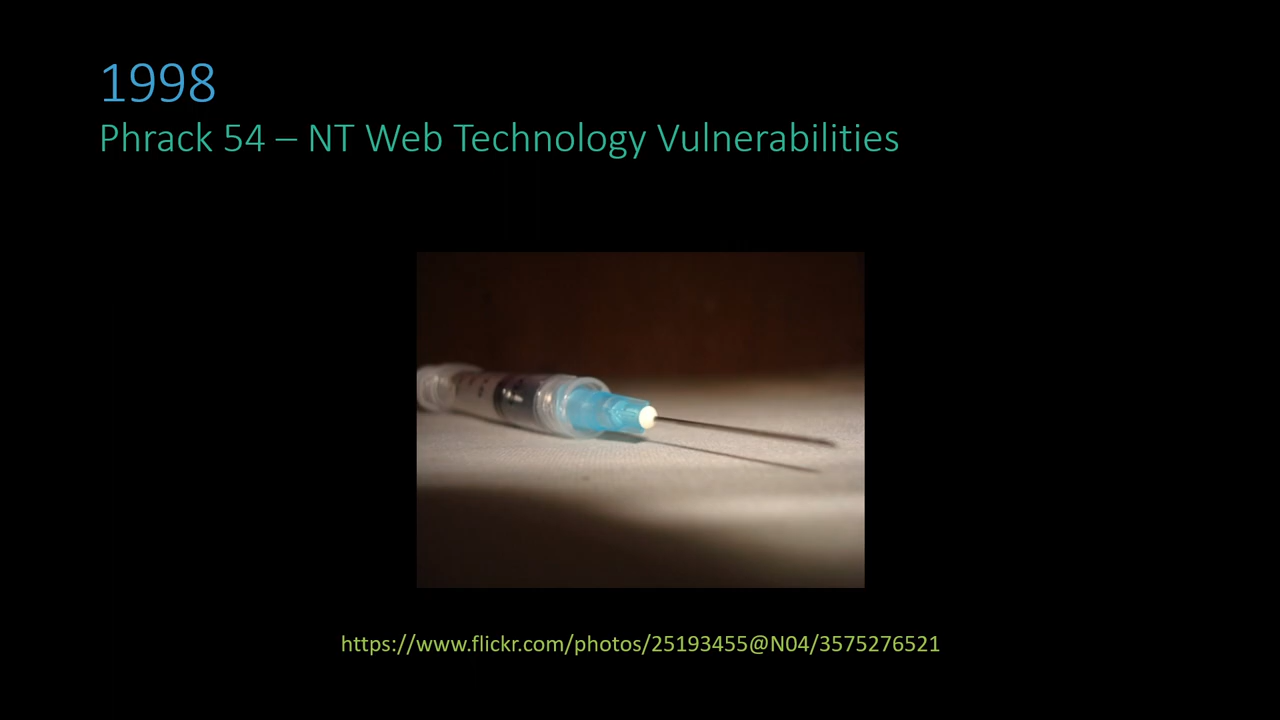 1998
Phrack 54 – NT Web Technology Vulnerabilities
https://www.flickr.com/photos/25193455@N04/3575276521